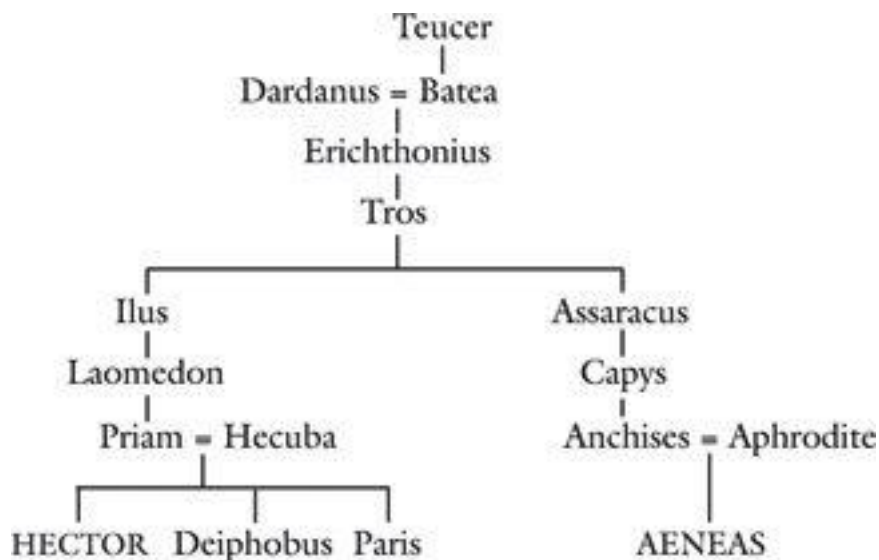 Teucer
Dardanus = Batea
Erichthonius
Tros
Ilus Assaracus
Laomedon Capys
Priam = Hecuba Anchises = Aphrodite
HECTOR Deiphobus Paris AENEAS